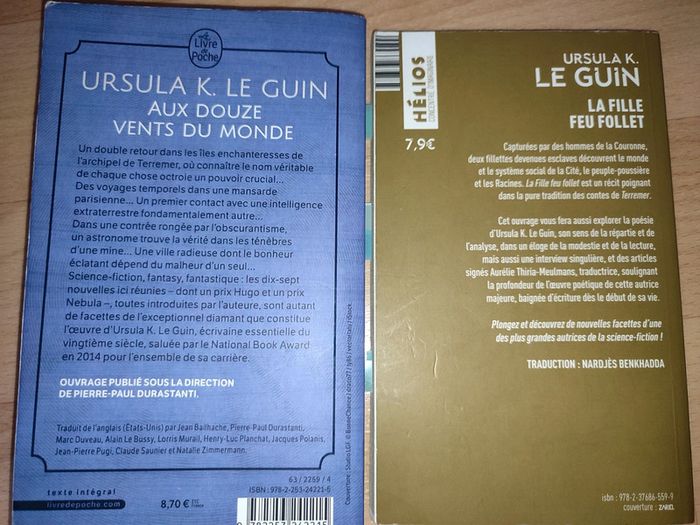 Le
Livre
de
Poche
URSULA K. LE GUIN
AUX DOUZE
VENTS DU MONDE
Un double retour dans les îles enchanteresses de
l'archipel de Terremer, où connaître le nom véritable
de chaque chose octroie un pouvoir crucial...
Des voyages temporels dans une mansarde
parisienne... Un premier contact avec une intelligence
extraterrestre fondamentalement autre...
Dans une contrée rongée par l'obscurantisme,
un astronome trouve la vérité dans les ténèbres
d'une mine... Une ville radieuse dont le bonheur
éclatant dépend du malheur d'un seul...
Science-fiction, fantasy, fantastique : les dix-sept
nouvelles ici réunies – dont un prix Hugo et un prix
Nebula –, toutes introduites par l'auteure, sont autant
de facettes de l'exceptionnel diamant que constitue
l'œuvre d'Ursula K. Le Guin, écrivaine essentielle du
vingtième siècle, saluée par le National Book Award
en 2014 pour l'ensemble de sa carrière.
OUVRAGE PUBLIÉ SOUS LA DIRECTION
DE PIERRE-PAUL DURASTANTI.
Traduit de l'anglais (États-Unis) par Jean Bailhache, Pierre-Paul Durastanti,
Marc Duveau, Alain Le Bussy, Lorris Murail, Henry-Luc Planchat, Jacques Polanis,
Jean-Pierre Pugi, Claude Saunier et Natalie Zimmermann.
63 / 2259 / 4
ISBN : 978-2-253-24221-5
texte intégral
livredepoche.com
8,70 €
Couverture : Studio LGF
HÉLIOS
7,9€
URSULA K.
LE GUIN
LA FILLE
FEU FOLLET
Capturées par des hommes de la Couronne,
deux fillettes devenues esclaves découvrent le monde
et le système social de la Cité, le peuple-poussière
et les Racines. La Fille feu follet est un récit poignant
dans la pure tradition des contes de Terremer.
Cet ouvrage vous fera aussi explorer la poésie
d'Ursula K. Le Guin, son sens de la répartie et de
l'analyse, dans un éloge de la modestie et de la lecture,
mais aussi une interview singulière, et des articles
signés Aurélie Thiria-Meulmans, traductrice, soulignant
la profondeur de l'œuvre poétique de cette autrice
majeure, baignée d'écriture dès le début de sa vie.
Plongez et découvrez de nouvelles facettes d'une
des plus grandes autrices de la science-fiction !
TRADUCTION : NARDJÈS BENKHADDA
isbn : 978-2-37686-559-9
couverture : ZARIEL